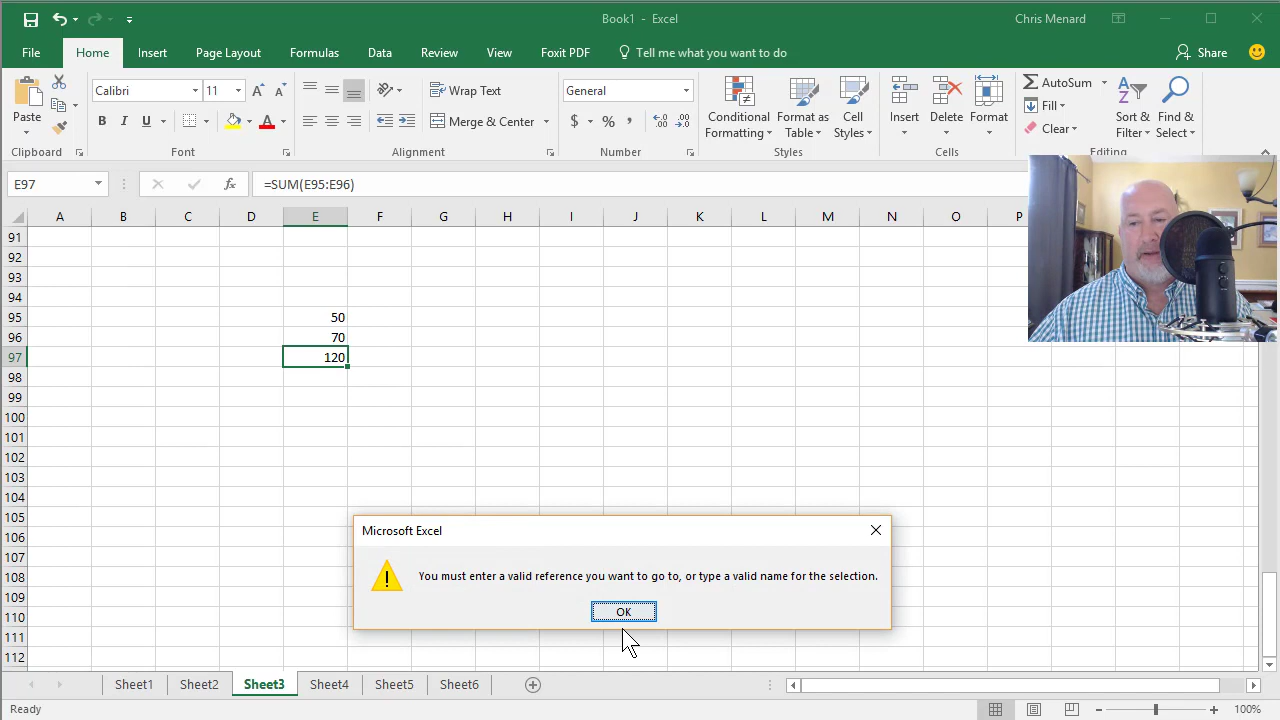 Book1 - Excel
Chris Menard
File Home Insert Page Layout Formulas Data Review View Foxit PDF Tell me what you want to do Share
Paste
Clipboard
Calibri 11
B I U A
Font
Wrap Text
Merge & Center
Alignment
General
$ % ,
Number
Conditional Formatting
Format as Table
Cell Styles
Styles
Insert Delete Format
Cells
AutoSum
Fill
Clear
Sort & Filter
Find & Select
Editing
E97 fx =SUM(E95:E96)
A B C D E F G H I J K L M N O P
91
92
93
94
95 50
96 70
97 120
98
99
100
101
102
103
104
105
106
107
108
109
110
111
112
Microsoft Excel
You must enter a valid reference you want to go to, or type a valid name for the selection.
OK
Sheet1 Sheet2 Sheet3 Sheet4 Sheet5 Sheet6
Ready
100%